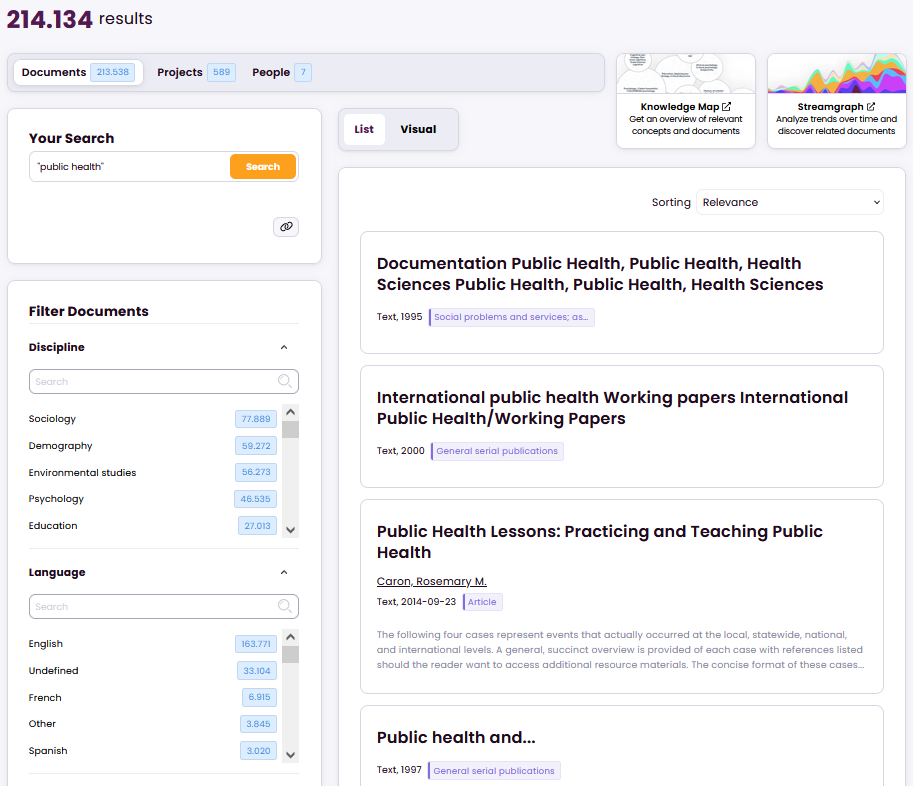 214.134 results
Documents 213.538 Projects 589 People 7
Knowledge Map
Get an overview of relevant
concepts and documents
Streamgraph
Analyze trends over time and
discover related documents
Your Search
"public health" Search
Filter Documents
Discipline
Search
Sociology 77.889
Demography 59.272
Environmental studies 56.273
Psychology 46.535
Education 27.013
Language
Search
English 163.771
Undefined 33.104
French 6.915
Other 3.845
Spanish 3.020
List Visual
Sorting Relevance
Documentation Public Health, Public Health, Health
Sciences Public Health, Public Health, Health Sciences
Text, 1995 Social problems and services; as...
International public health Working papers International
Public Health/Working Papers
Text, 2000 General serial publications
Public Health Lessons: Practicing and Teaching Public
Health
Caron, Rosemary M.
Text, 2014-09-23 Article
The following four cases represent events that actually occurred at the local, statewide, national,
and international levels. A general, succinct overview is provided of each case with references listed
should the reader want to access additional resource materials. The concise format of these cases...
Public health and...
Text, 1997 General serial publications